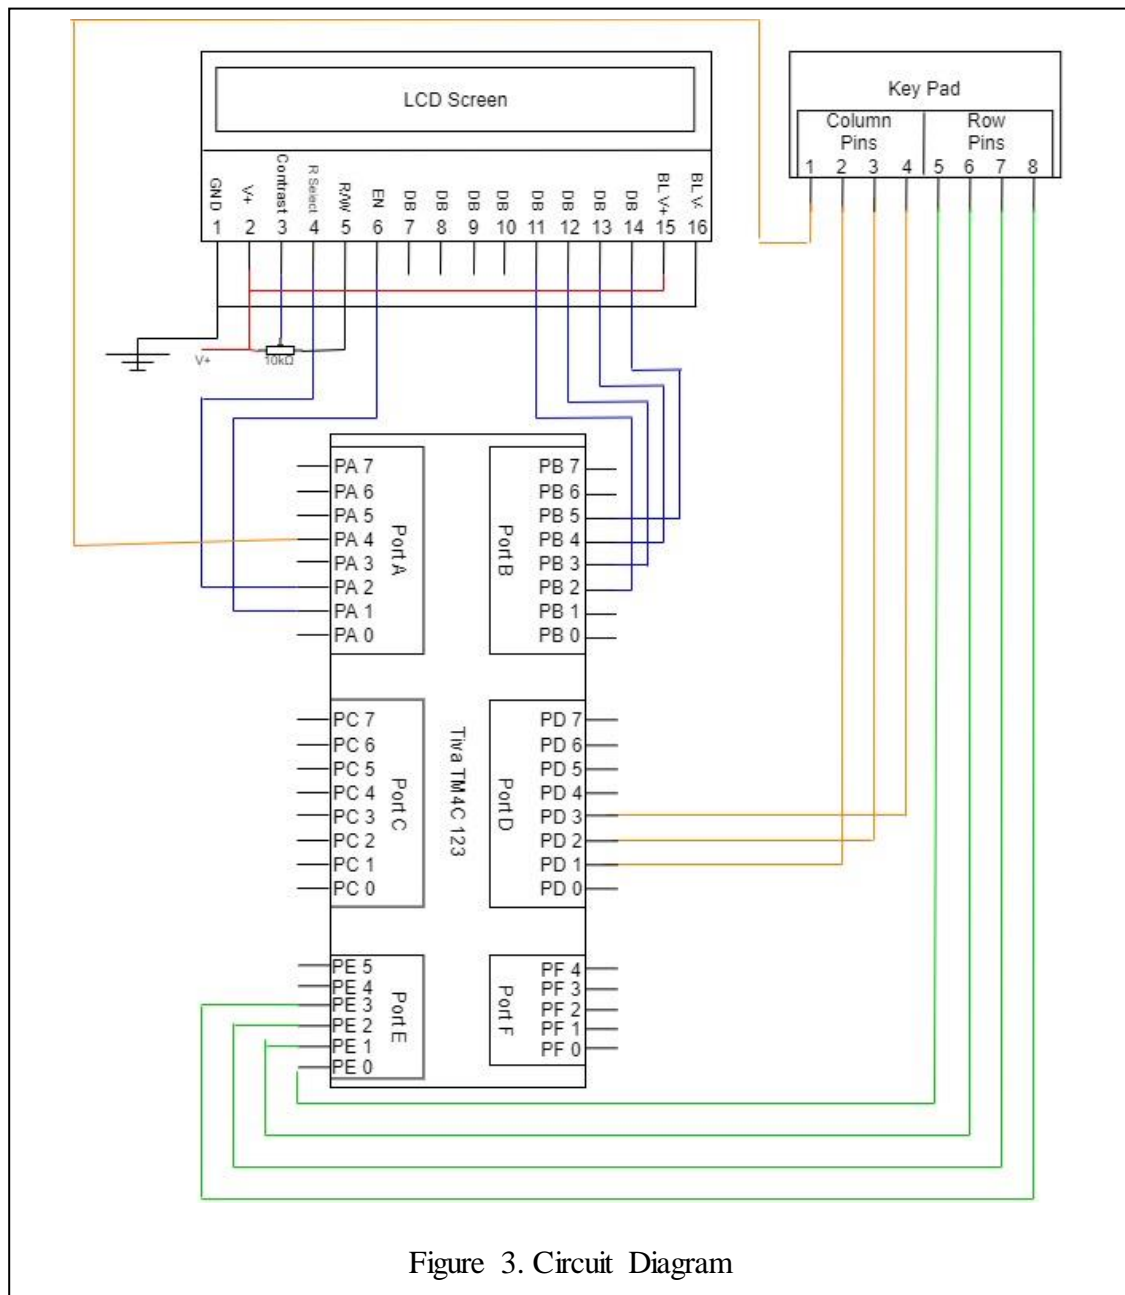 LCD Screen
GND V+ Contrast R Select R/W EN DB DB DB DB DB DB DB DB BL V+ BL V-
1 2 3 4 5 6 7 8 9 10 11 12 13 14 15 16
Key Pad
Column Row
Pins Pins
1 2 3 4 5 6 7 8
V+ 10kΩ
PA 7
PA 6
PA 5
PA 4
PA 3
PA 2
PA 1
PA 0
Port A
Port B
PB 7
PB 6
PB 5
PB 4
PB 3
PB 2
PB 1
PB 0
PC 7
PC 6
PC 5
PC 4
PC 3
PC 2
PC 1
PC 0
Port C
Tiva TM4C 123
Port D
PD 7
PD 6
PD 5
PD 4
PD 3
PD 2
PD 1
PD 0
PE 5
PE 4
PE 3
PE 2
PE 1
PE 0
Port E
Port F
PF 4
PF 3
PF 2
PF 1
PF 0
Figure 3. Circuit Diagram